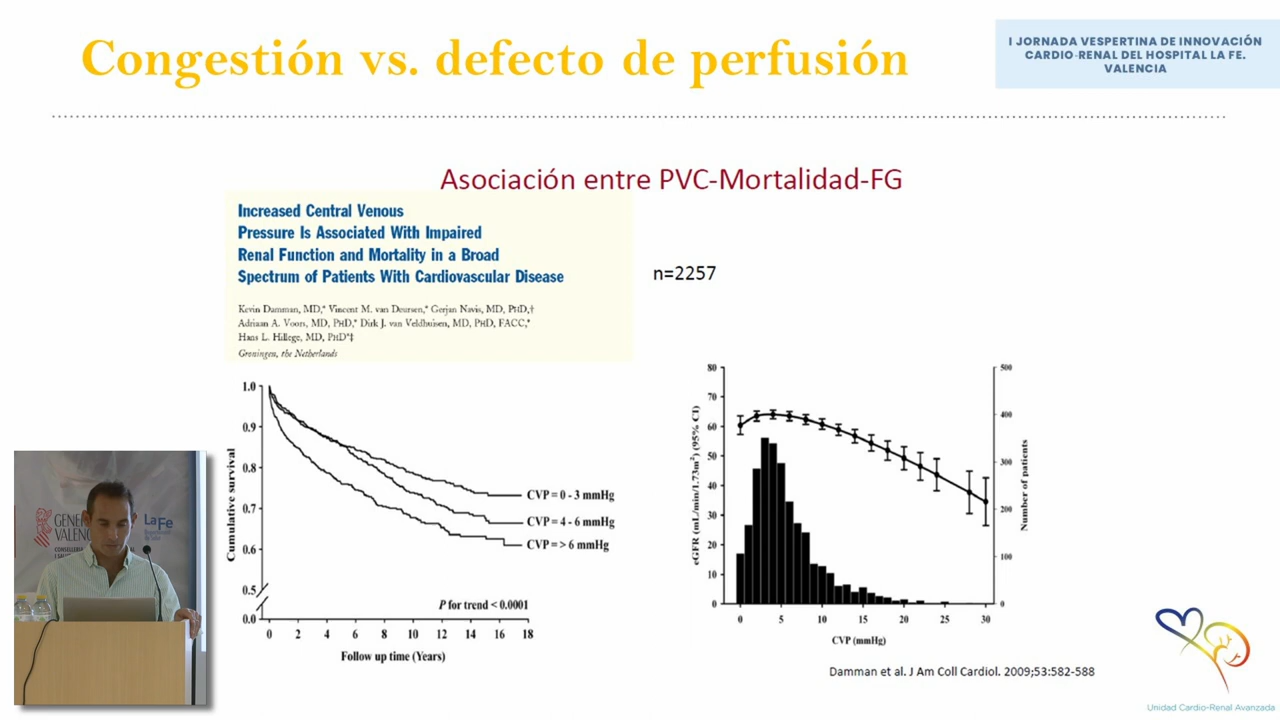 Congestión vs. defecto de perfusión
I JORNADA VESPERTINA DE INNOVACIÓN
CARDIO-RENAL DEL HOSPITAL LA FE.
VALENCIA
Asociación entre PVC-Mortalidad-FG
Increased Central Venous
Pressure Is Associated With Impaired
Renal Function and Mortality in a Broad
Spectrum of Patients With Cardiovascular Disease
Kevin Damman, MD,* Vincent M. van Deursen,* Gerjan Navis, MD, PHD,†
Adriaan A. Voors, MD, PHD,* Dirk J. van Veldhuisen, MD, PHD, FACC,*
Hans L. Hillege, MD, PHD*‡
Groningen, the Netherlands
n=2257
1.0
0.9
0.8
0.7
0.6
0.5
0.0
Cumulative survival
CVP = 0 - 3 mmHg
CVP = 4 - 6 mmHg
CVP = > 6 mmHg
P for trend < 0.0001
0 2 4 6 8 10 12 14 16 18
Follow up time (Years)
80
70
60
50
40
30
20
10
0
eGFR (mL/min/1.73m²) (95% CI)
500
400
300
200
100
0
Number of patients
0 5 10 15 20 25 30
CVP (mmHg)
Damman et al. J Am Coll Cardiol. 2009;53:582-588
La Fe
Unidad Cardio-Renal Avanzada